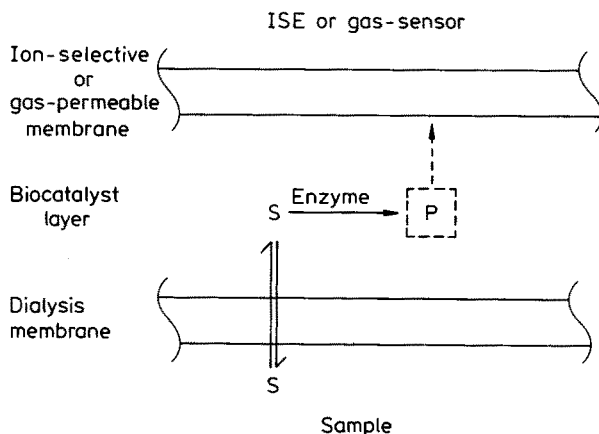 ISE or gas-sensor
Ion-selective
or
gas-permeable
membrane
Biocatalyst
layer
S
Enzyme
P
Dialysis
membrane
S
Sample